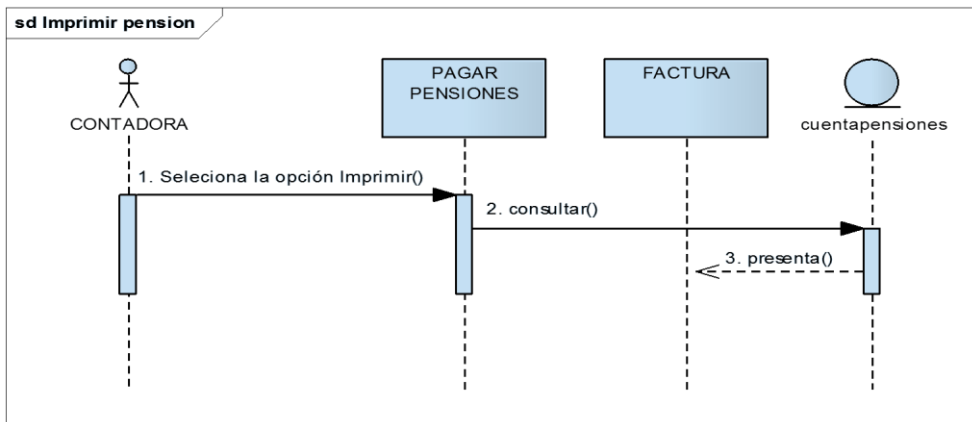 sd Imprimir pension
CONTADORA
PAGAR
PENSIONES
FACTURA
cuentapensiones
1. Seleciona la opción Imprimir()
2. consultar()
3. presenta()